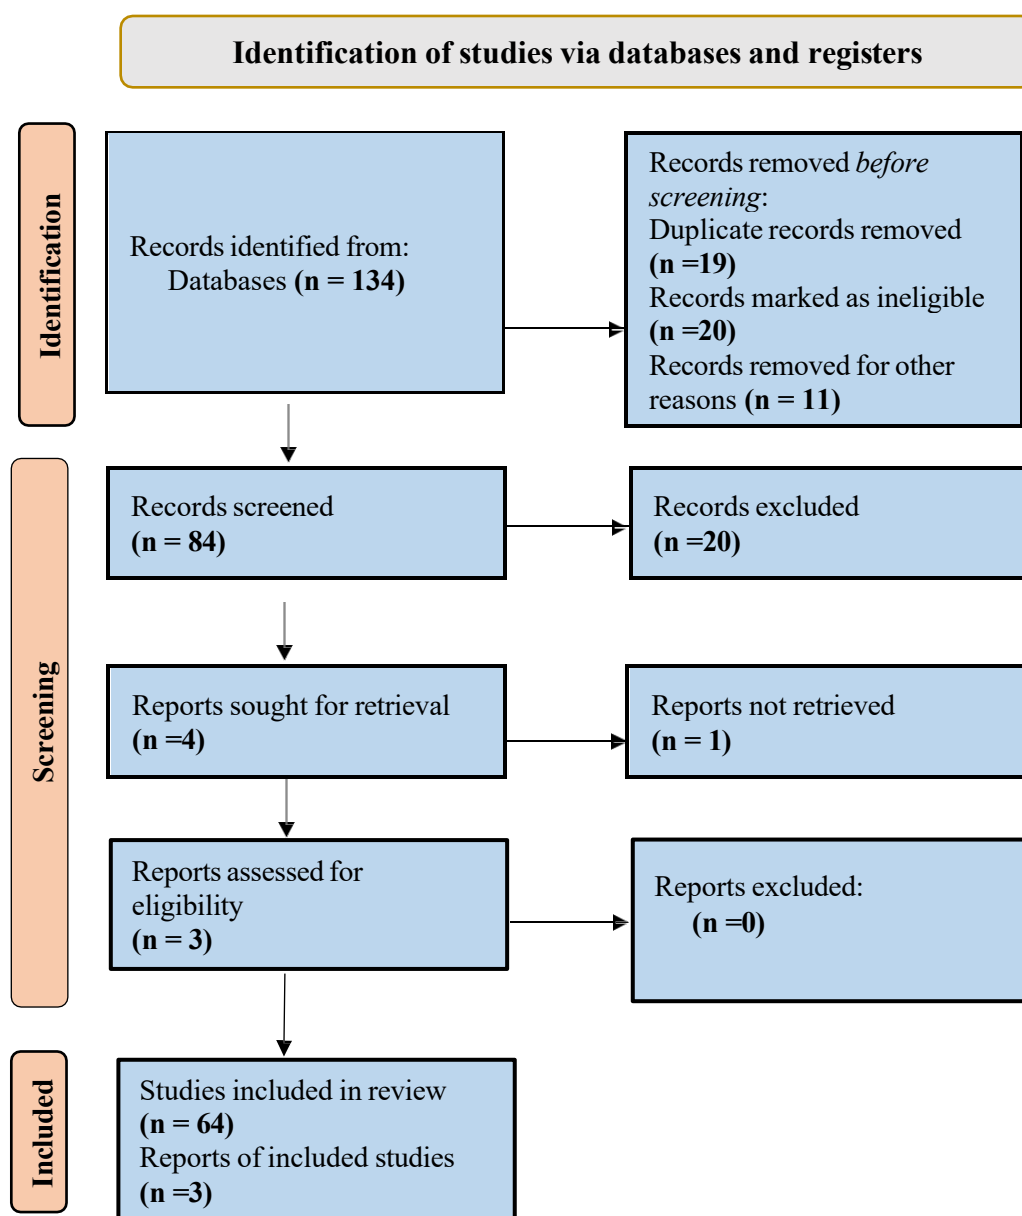 Identification of studies via databases and registers
Identification
Records identified from:
Databases (n = 134)
Records removed before
screening:
Duplicate records removed
(n =19)
Records marked as ineligible
(n =20)
Records removed for other
reasons (n = 11)
Screening
Records screened
(n = 84)
Records excluded
(n =20)
Reports sought for retrieval
(n =4)
Reports not retrieved
(n = 1)
Reports assessed for
eligibility
(n = 3)
Reports excluded:
(n =0)
Included
Studies included in review
(n = 64)
Reports of included studies
(n =3)